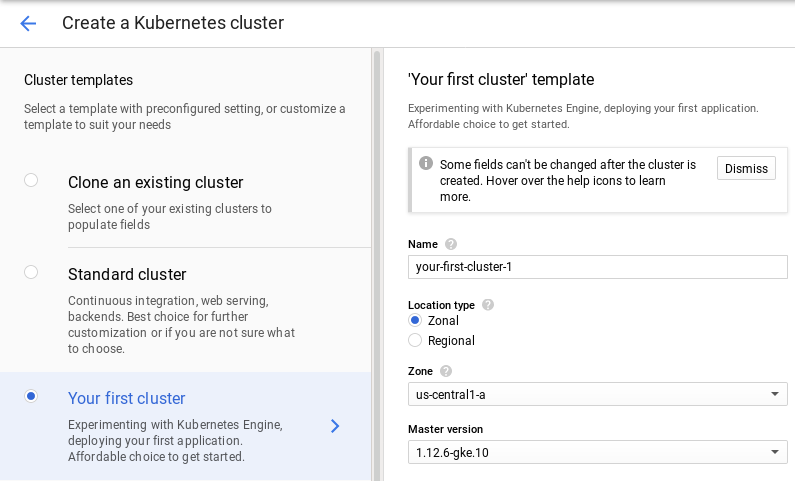 Create a Kubernetes cluster
Cluster templates
Select a template with preconfigured setting, or customize a
template to suit your needs
Clone an existing cluster
Select one of your existing clusters to
populate fields
Standard cluster
Continuous integration, web serving,
backends. Best choice for further
customization or if you are not sure what
to choose.
Your first cluster
Experimenting with Kubernetes Engine,
deploying your first application.
Affordable choice to get started.
'Your first cluster' template
Experimenting with Kubernetes Engine, deploying your first application.
Affordable choice to get started.
Some fields can't be changed after the cluster is
created. Hover over the help icons to learn
more.
Dismiss
Name ?
your-first-cluster-1
Location type ?
Zonal
Regional
Zone ?
us-central1-a
Master version
1.12.6-gke.10